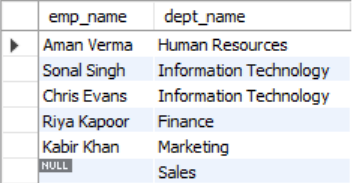 emp_name dept_name
Aman Verma Human Resources
Sonal Singh Information Technology
Chris Evans Information Technology
Riya Kapoor Finance
Kabir Khan Marketing
NULL Sales